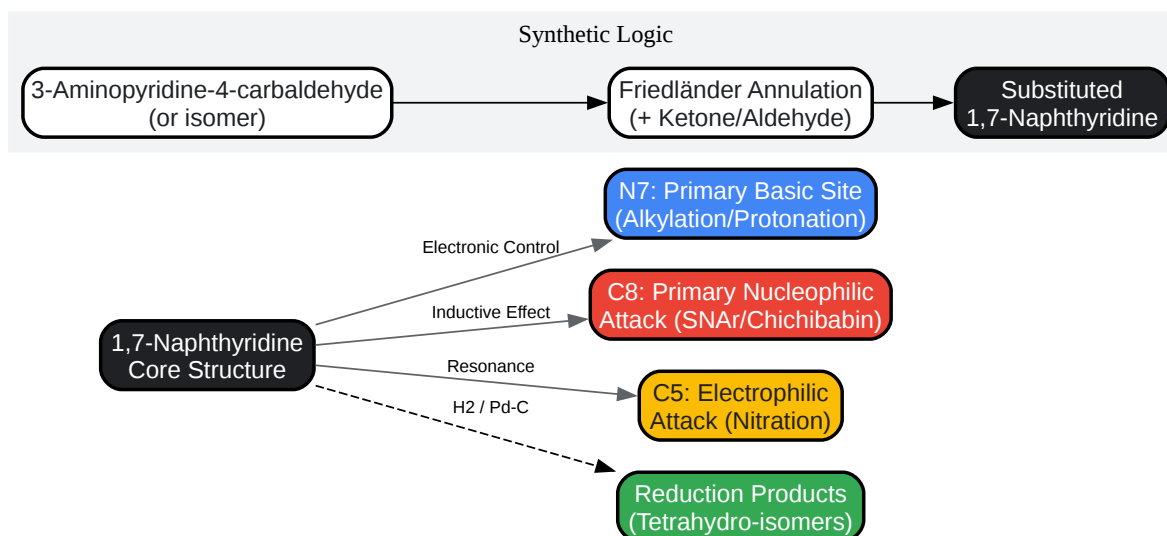 Synthetic Logic
3-Aminopyridine-4-carbaldehyde
(or isomer)
Friedländer Annulation
(+ Ketone/Aldehyde)
Substituted
1,7-Naphthyridine
N7: Primary Basic Site
(Alkylation/Protonation)
Electronic Control
C8: Primary Nucleophilic
Attack (SNAr/Chichibabin)
Inductive Effect
1,7-Naphthyridine
Core Structure
Resonance
C5: Electrophilic
Attack (Nitration)
H2 / Pd-C
Reduction Products
(Tetrahydro-isomers)